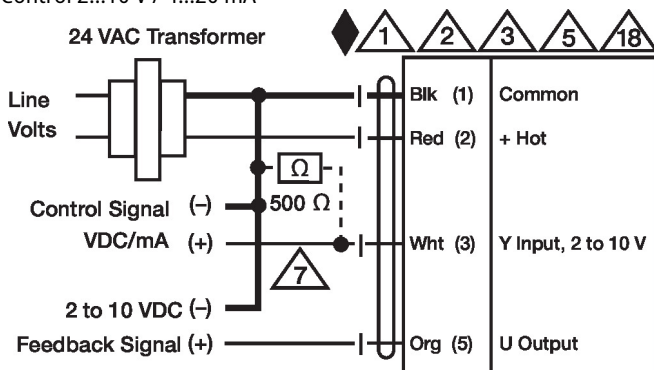 Control 2...10 V / 4...20 mA
24 VAC Transformer
1 2 3 5 18
Line Volts
Blk (1) Common
Red (2) + Hot
Ω
500 Ω
Control Signal (-)
VDC/mA (+)
Wht (3) Y Input, 2 to 10 V
7
2 to 10 VDC (-)
Feedback Signal (+)
Org (5) U Output